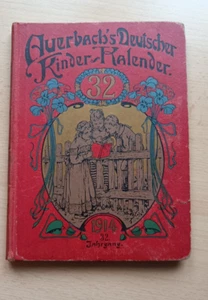 Auerbach's Deutscher
Kinder-Kalender.
32
1914
32.
Jahrgang.